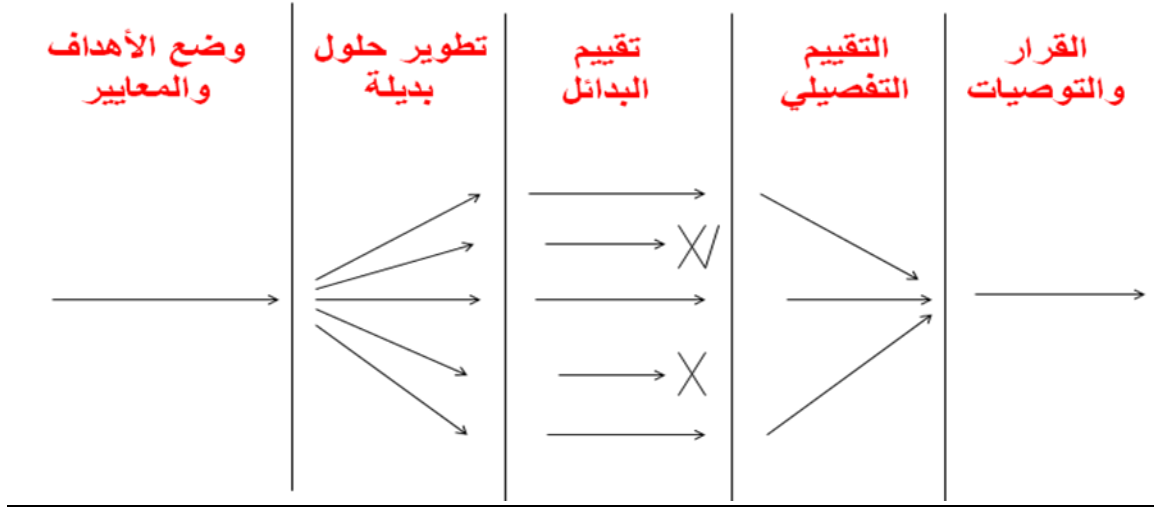 وضع الأهداف
والمعايير
تطوير حلول
بديلة
تقييم
البدائل
التقييم
التفصيلي
القرار
والتوصيات